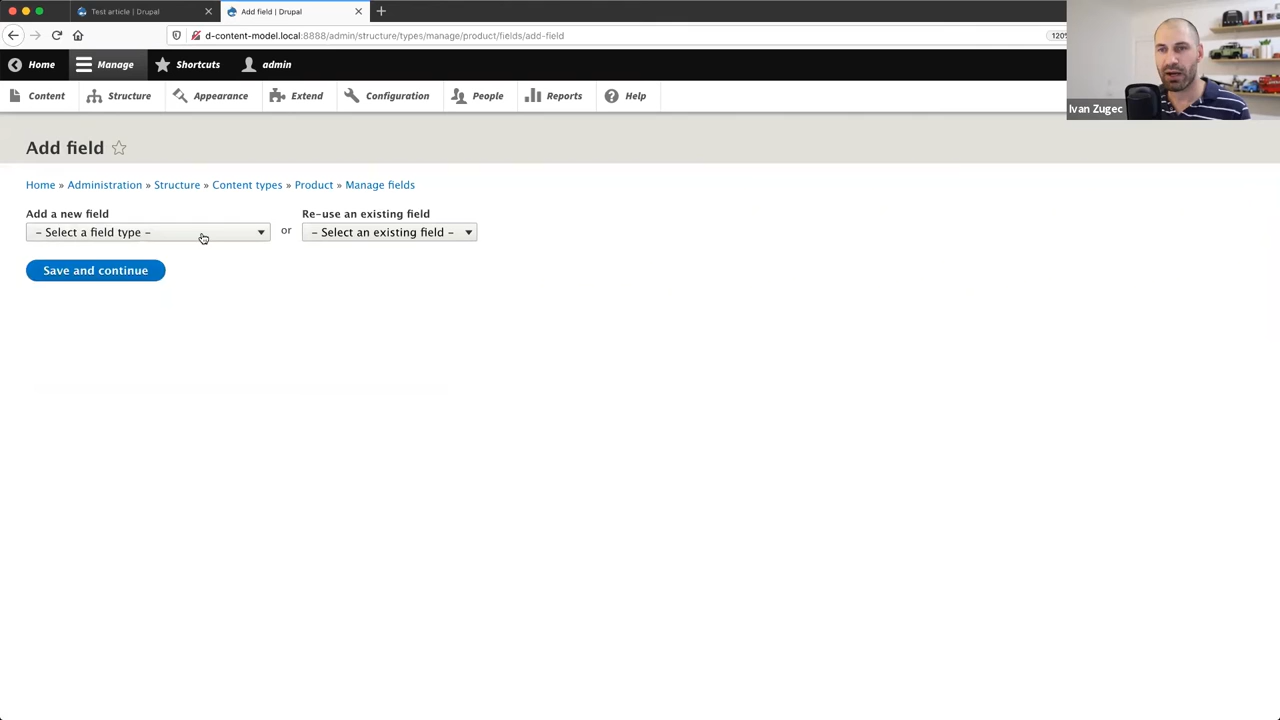 Test article | Drupal
Add field | Drupal
d-content-model.local:8888/admin/structure/types/manage/product/fields/add-field
120%
Home
Manage
Shortcuts
admin
Content
Structure
Appearance
Extend
Configuration
People
Reports
Help
Ivan Zugec
Add field
Home » Administration » Structure » Content types » Product » Manage fields
Add a new field
Re-use an existing field
- Select a field type -
or
- Select an existing field -
Save and continue